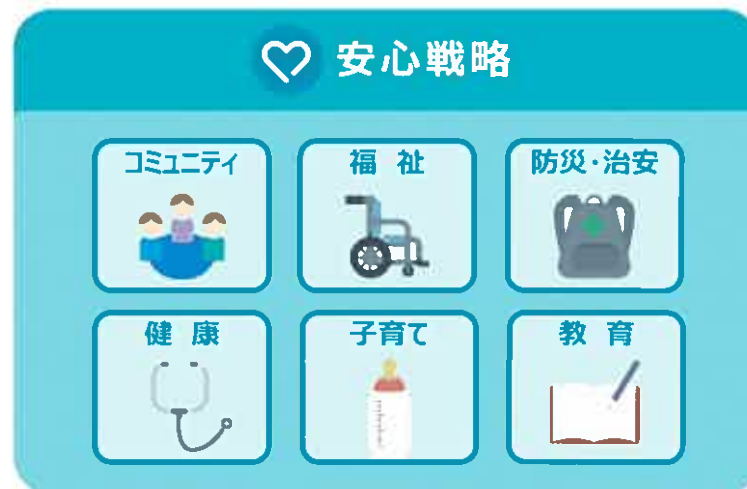 安心戦略
コミュニティ
福祉
防災・治安
健康
子育て
教育